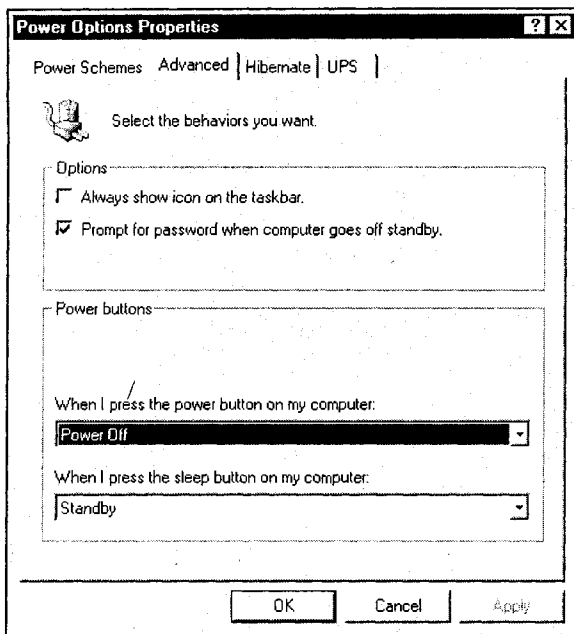 Power Options Properties
Power Schemes Advanced Hibernate UPS
Select the behaviors you want.
Options
Always show icon on the taskbar.
Prompt for password when computer goes off standby.
Power buttons
When I press the power button on my computer:
Power Off
When I press the sleep button on my computer:
Standby
OK Cancel Apply